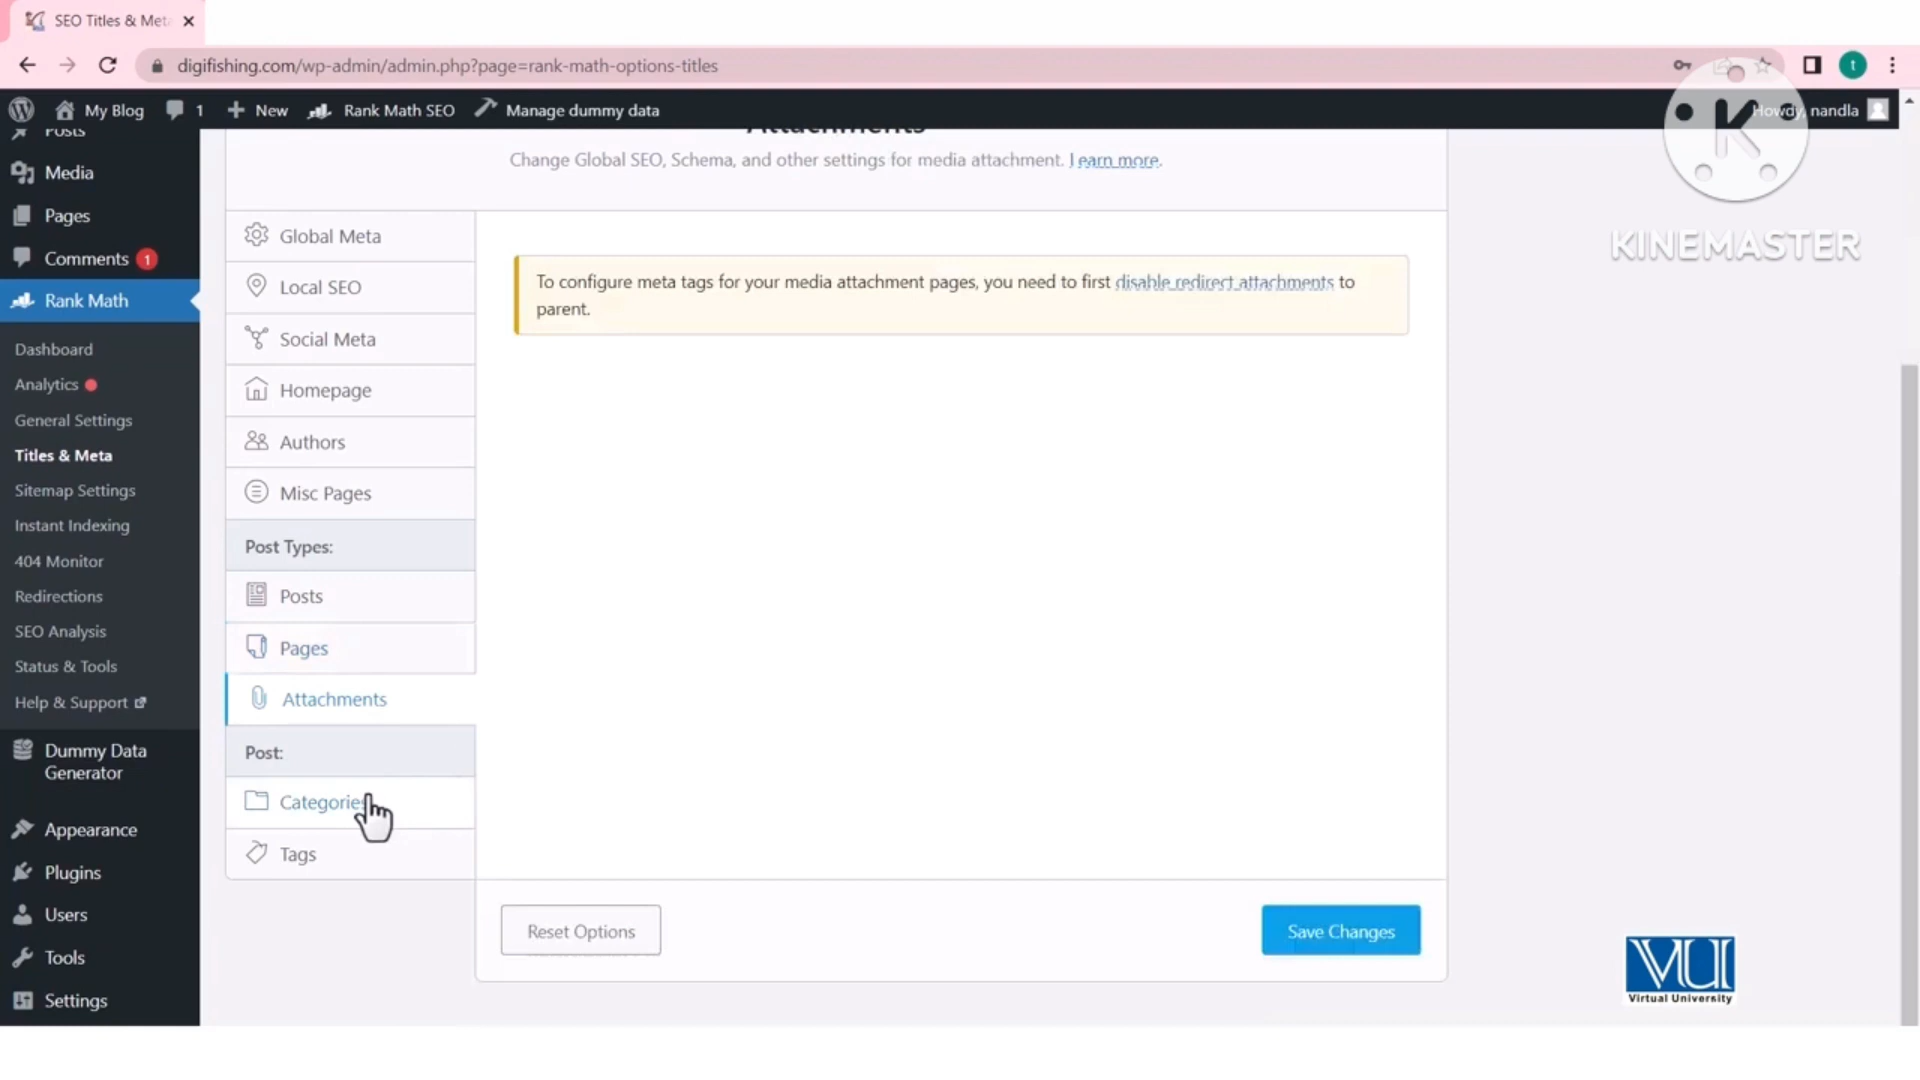 SEO Titles & Meta
digifishing.com/wp-admin/admin.php?page=rank-math-options-titles
t
My Blog
1
New
Rank Math SEO
Manage dummy data
Howdy, nandla
K
KINEMASTER
Posts
Media
Pages
Comments 1
Rank Math
Dashboard
Analytics
General Settings
Titles & Meta
Sitemap Settings
Instant Indexing
404 Monitor
Redirections
SEO Analysis
Status & Tools
Help & Support
Dummy Data
Generator
Appearance
Plugins
Users
Tools
Settings
Attachments
Change Global SEO, Schema, and other settings for media attachment. Learn more.
Global Meta
Local SEO
Social Meta
Homepage
Authors
Misc Pages
Post Types:
Posts
Pages
Attachments
Post:
Categories
Tags
To configure meta tags for your media attachment pages, you need to first disable redirect attachments to
parent.
Reset Options
Save Changes
VU
Virtual University